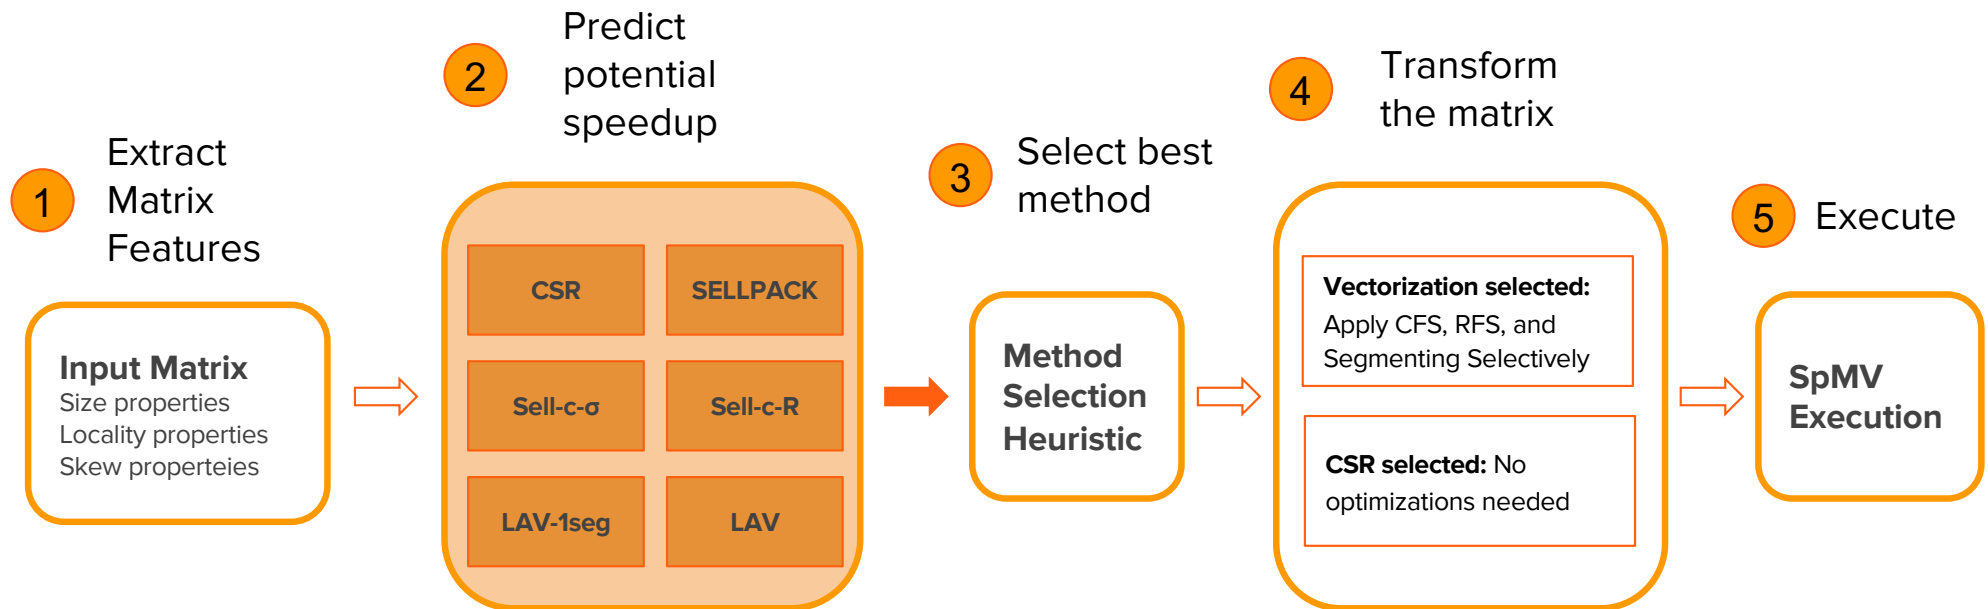 1
Extract
Matrix
Features
Input Matrix
Size properties
Locality properties
Skew properteies
2
Predict
potential
speedup
CSR
SELLPACK
Sell-c-σ
Sell-c-R
LAV-1seg
LAV
3
Select best
method
Method
Selection
Heuristic
4
Transform
the matrix
Vectorization selected:
Apply CFS, RFS, and
Segmenting Selectively
CSR selected: No
optimizations needed
5
Execute
SpMV
Execution